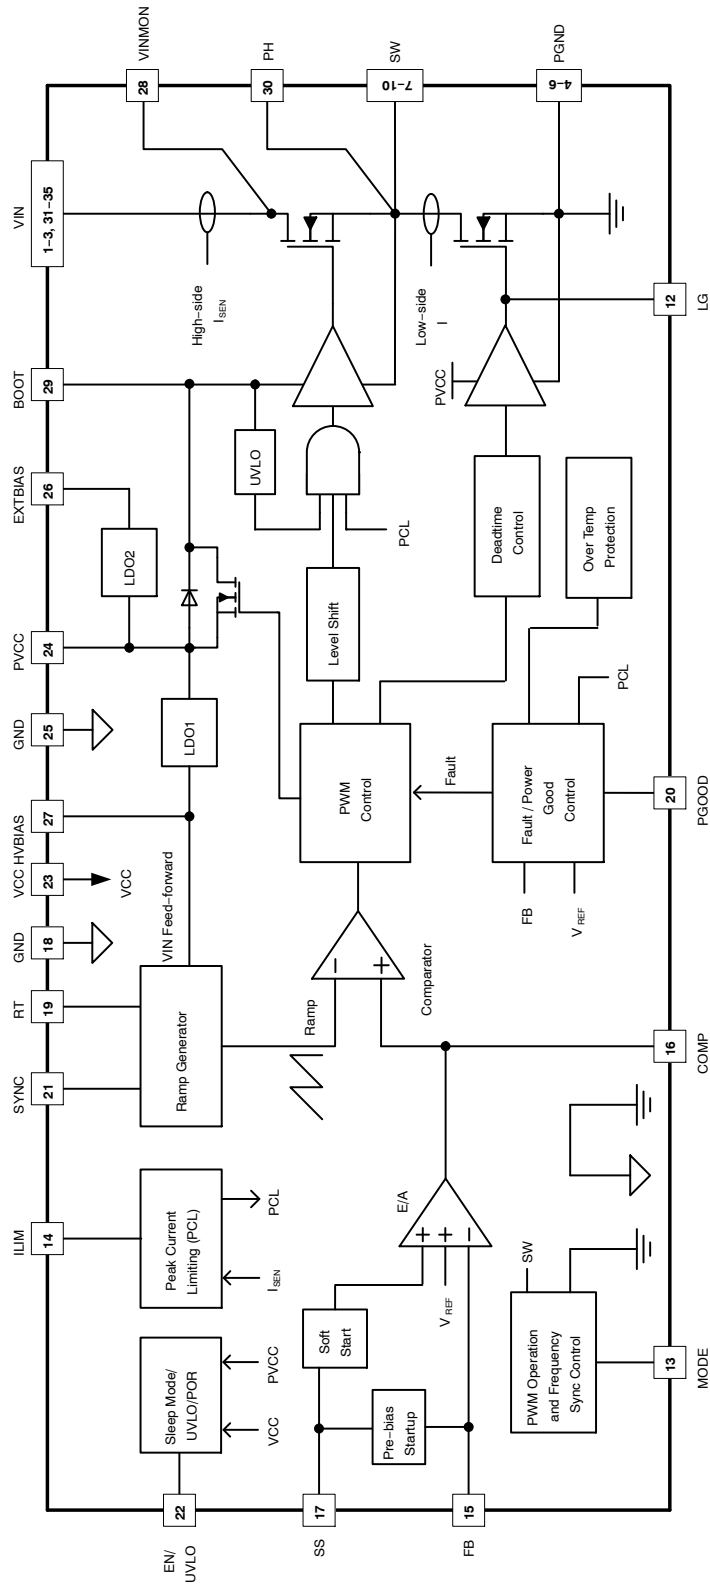 ILIM
14
SYNC
21
RT
19
GND
18
VCC
23
HVBIAS
27
GND
25
PVCC
24
EXTBIAS
26
BOOT
29
VIN
1–3, 31–35
VINMON
28
PH
30
SW
7–10
PGND
4–6
EN/
UVLO
22
Sleep Mode/
UVLO/POR
VCC
PVCC
Peak Current
Limiting (PCL)
ISEN
PCL
Ramp Generator
VCC
VIN Feed–forward
LDO1
LDO2
UVLO
High–side
ISEN
SS
17
Pre–bias
Startup
Soft
Start
VREF
E/A
+
+
−
FB
15
Ramp
−
+
Comparator
PWM
Control
Level Shift
PCL
Low–side
I
PVCC
Fault
Deadtime
Control
Over Temp
Protection
Fault / Power
Good
Control
FB
VREF
PCL
PWM Operation
and Frequency
Sync Control
SW
13
MODE
16
COMP
20
PGOOD
12
LG